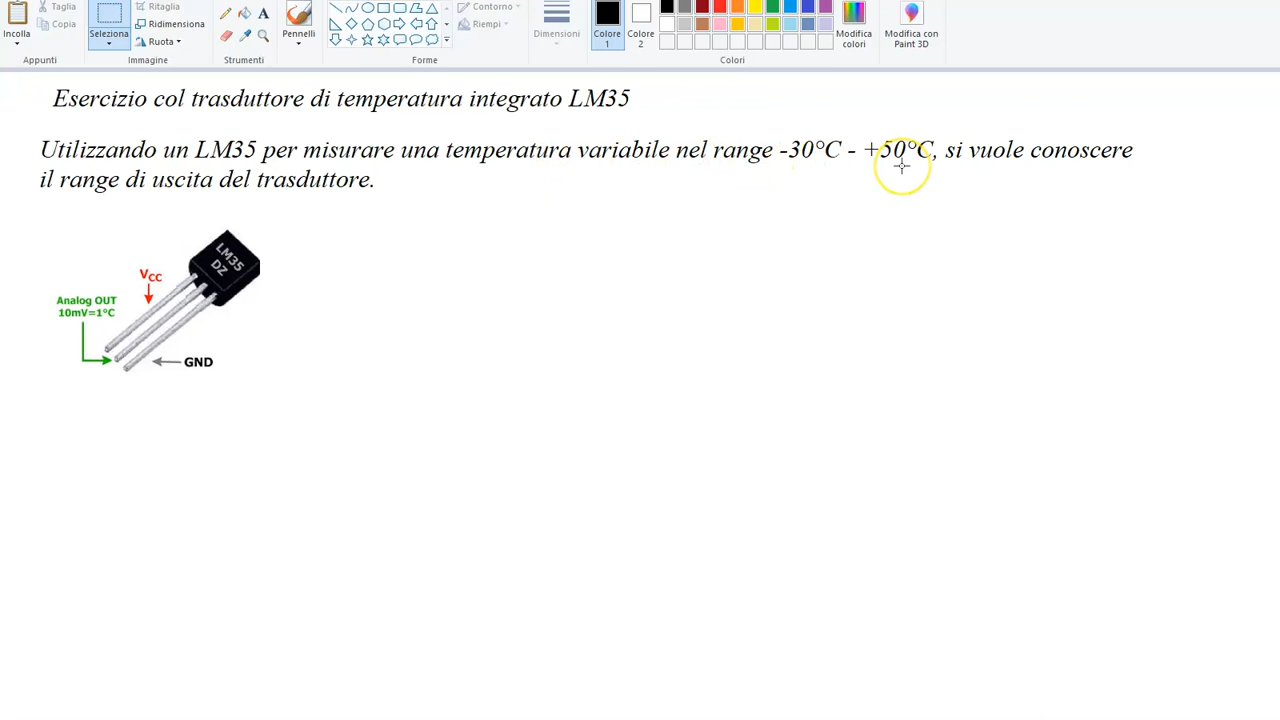 Incolla
Taglia
Copia
Appunti
Seleziona
Ritaglia
Ridimensiona
Ruota
Immagine
A
Strumenti
Pennelli
Forme
Contorno
Riempi
Dimensioni
Colore
1
Colore
2
Colori
Modifica
colori
Modifica con
Paint 3D
Esercizio col trasduttore di temperatura integrato LM35
Utilizzando un LM35 per misurare una temperatura variabile nel range -30°C - +50°C, si vuole conoscere
il range di uscita del trasduttore.
LM35
DZ
VCC
Analog OUT
10mV=1°C
GND